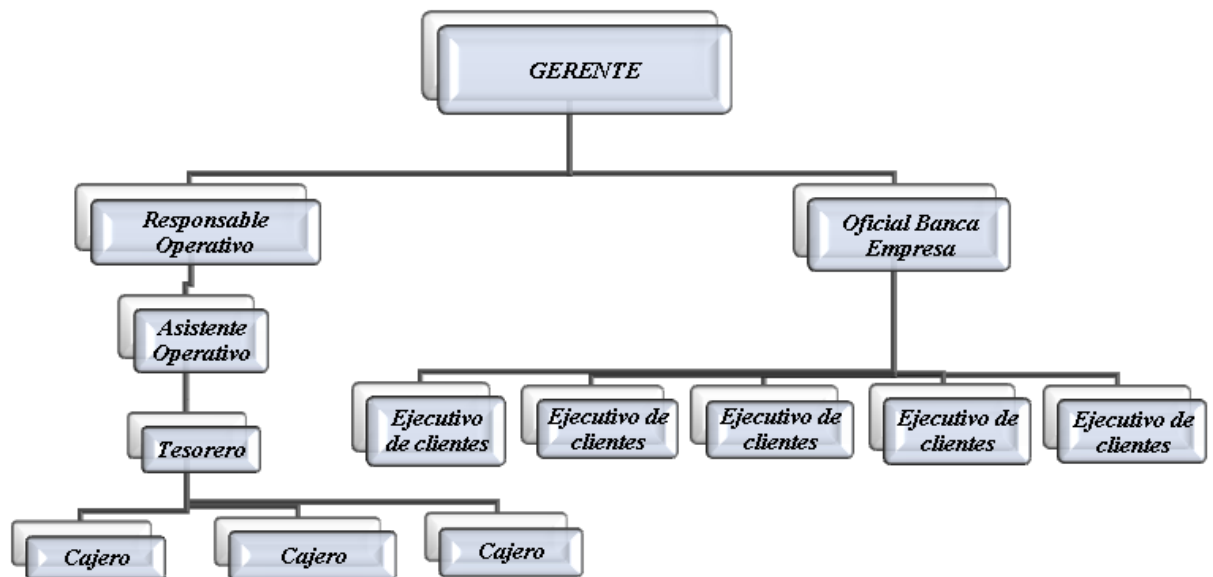 GERENTE
Responsable
Operativo
Oficial Banca
Empresa
Asistente
Operativo
Ejecutivo
de clientes
Ejecutivo de
clientes
Ejecutivo de
clientes
Ejecutivo de
clientes
Ejecutivo de
clientes
Tesorero
Cajero
Cajero
Cajero